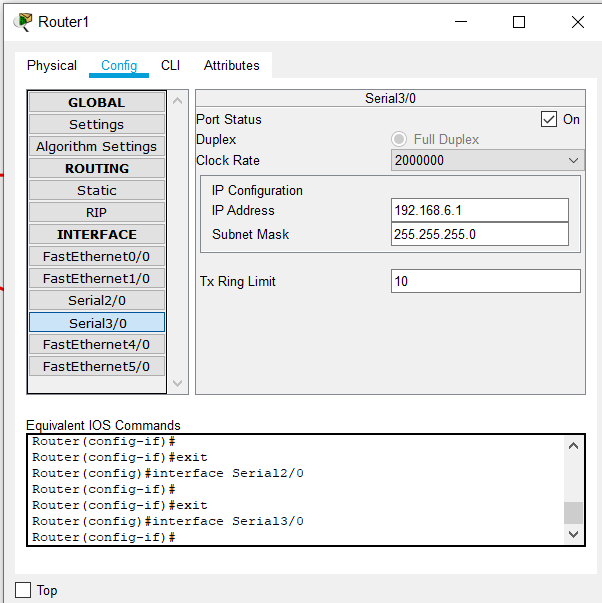 Router1
Physical Config CLI Attributes
GLOBAL
Settings
Algorithm Settings
ROUTING
Static
RIP
INTERFACE
FastEthernet0/0
FastEthernet1/0
Serial2/0
Serial3/0
FastEthernet4/0
FastEthernet5/0
Serial3/0
Port Status On
Duplex Full Duplex
Clock Rate 2000000
IP Configuration
IP Address 192.168.6.1
Subnet Mask 255.255.255.0
Tx Ring Limit 10
Equivalent IOS Commands
Router(config-if)#
Router(config-if)#exit
Router(config)#interface Serial2/0
Router(config-if)#
Router(config-if)#exit
Router(config)#interface Serial3/0
Router(config-if)#
Top